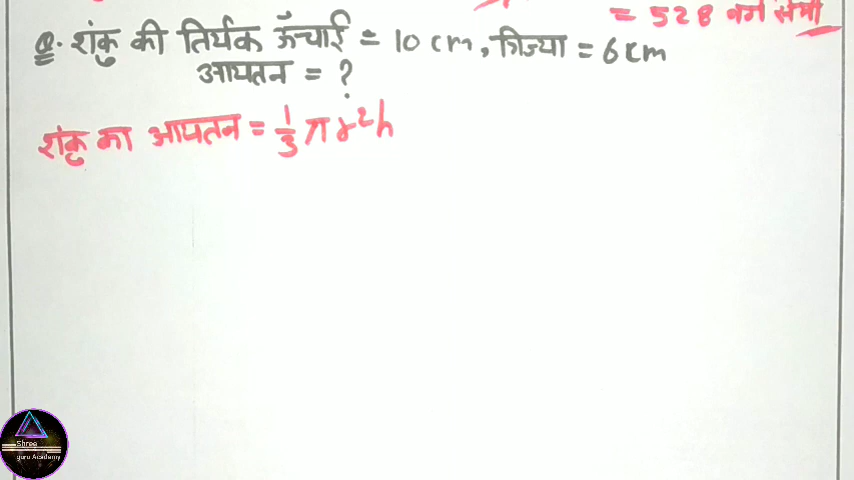 = 528 वर्ग सेमी
Q. शंकु की तिर्यक ऊँचाई = 10 cm, त्रिज्या = 6 cm
आयतन = ?
शंकु का आयतन = 1/3 πr²h
Shree
guru Academy